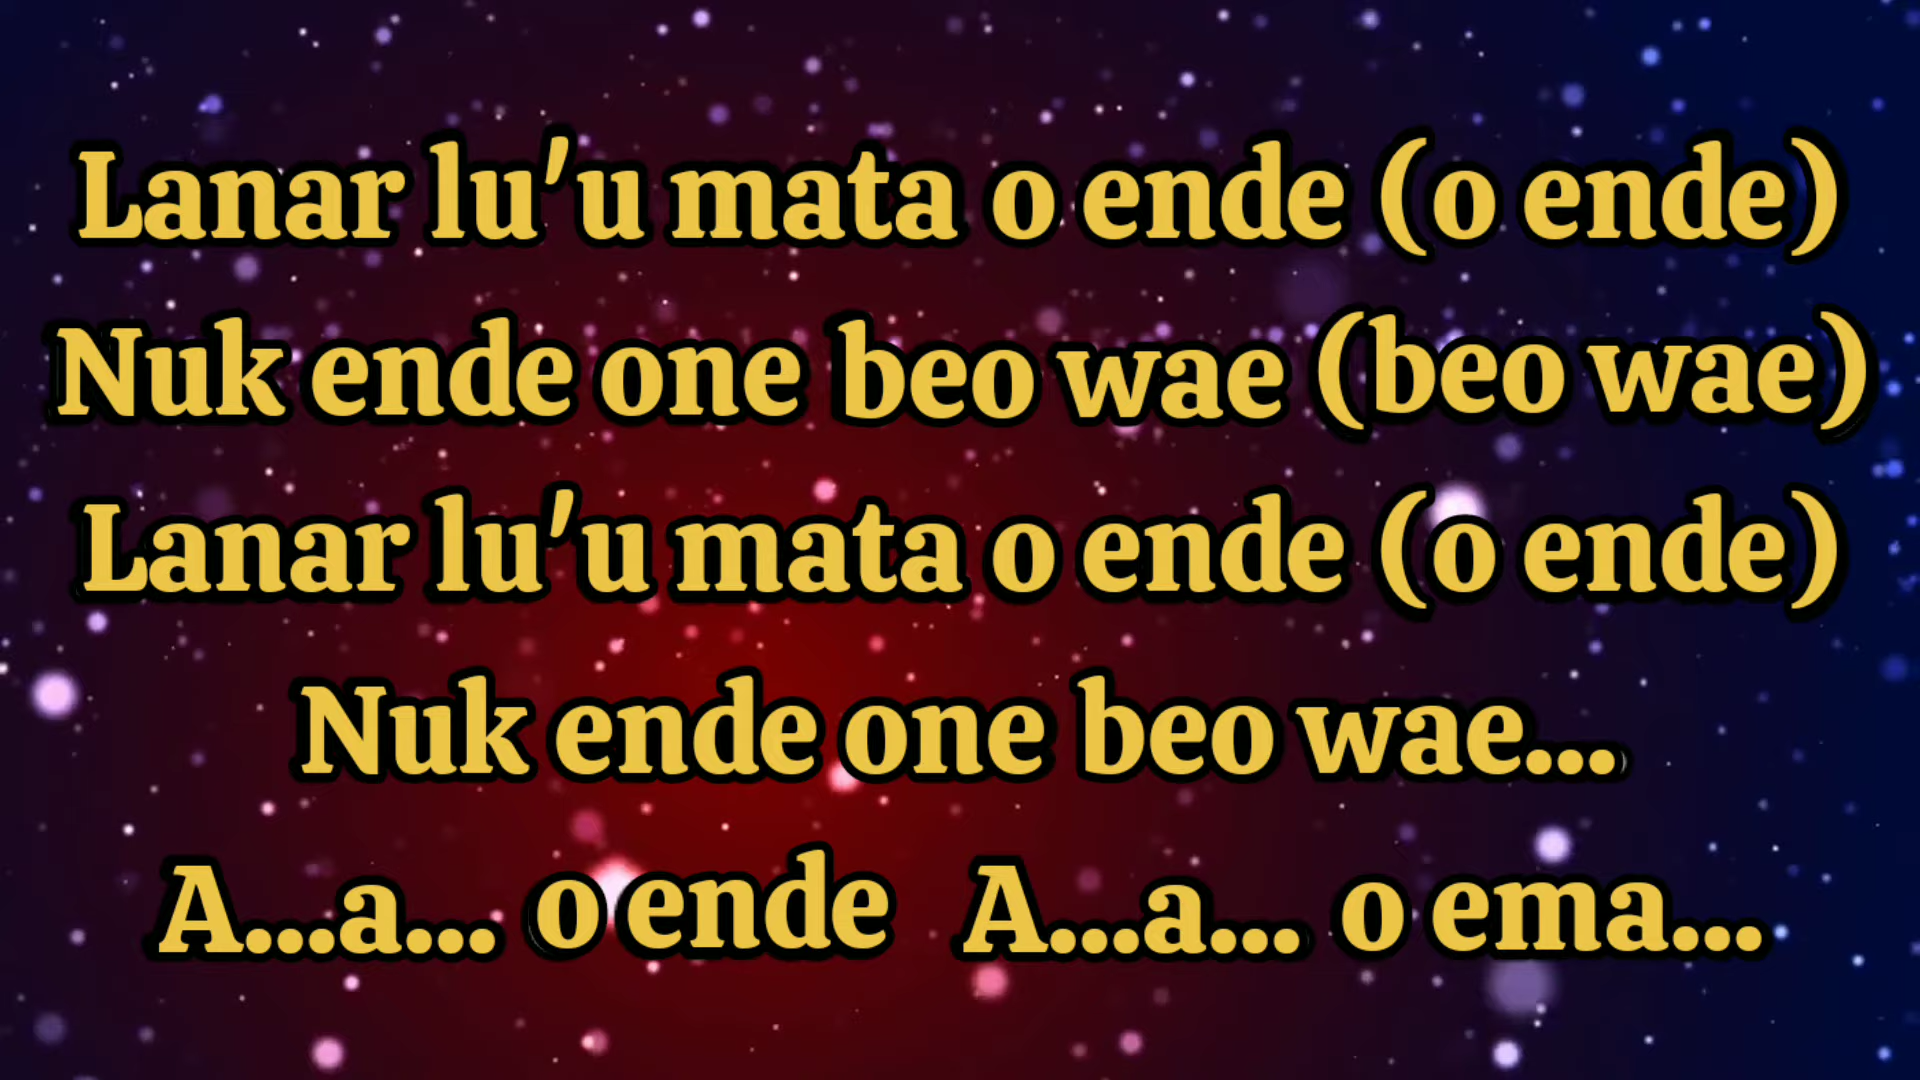 Lanar lu'u mata o ende (o ende)
Nuk ende one beo wae (beo wae)
Lanar lu'u mata o ende (o ende)
Nuk ende one beo wae...
A...a... o ende A...a... o ema...